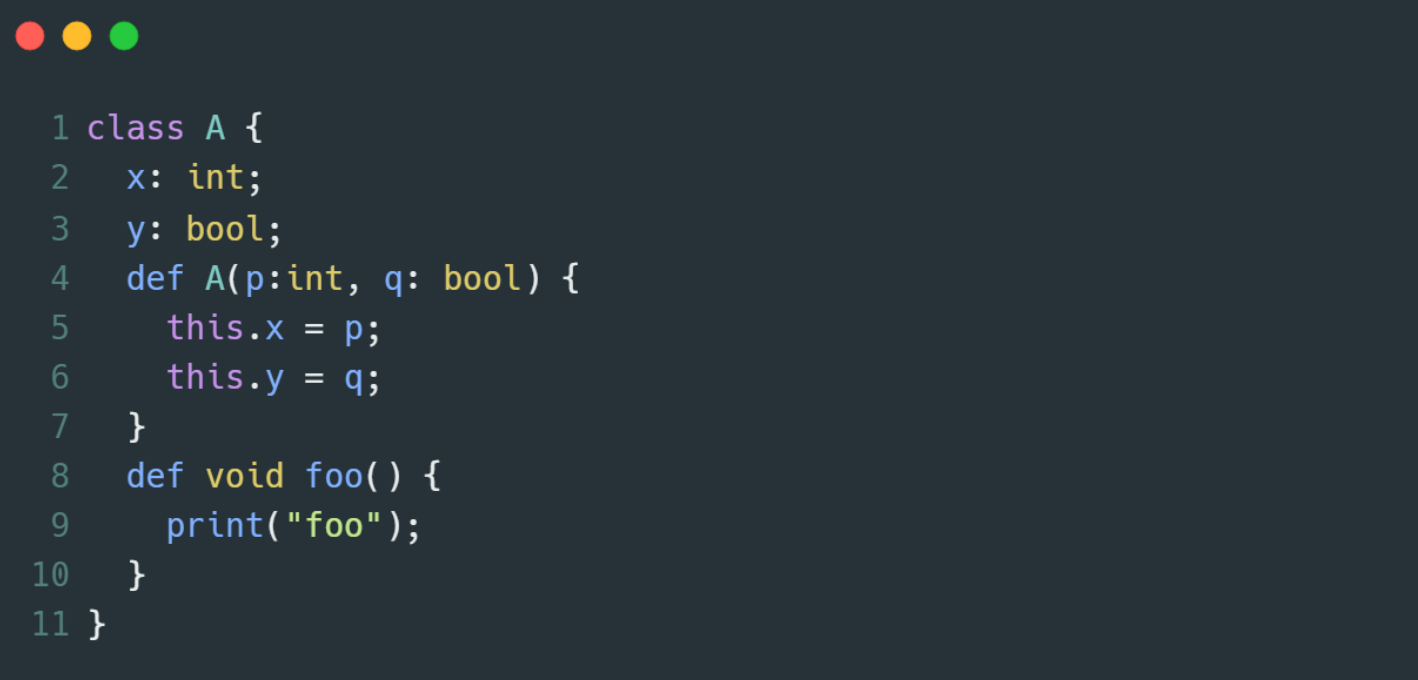 1 class A {
2   x: int;
3   y: bool;
4   def A(p:int, q: bool) {
5     this.x = p;
6     this.y = q;
7   }
8   def void foo() {
9     print("foo");
10   }
11 }